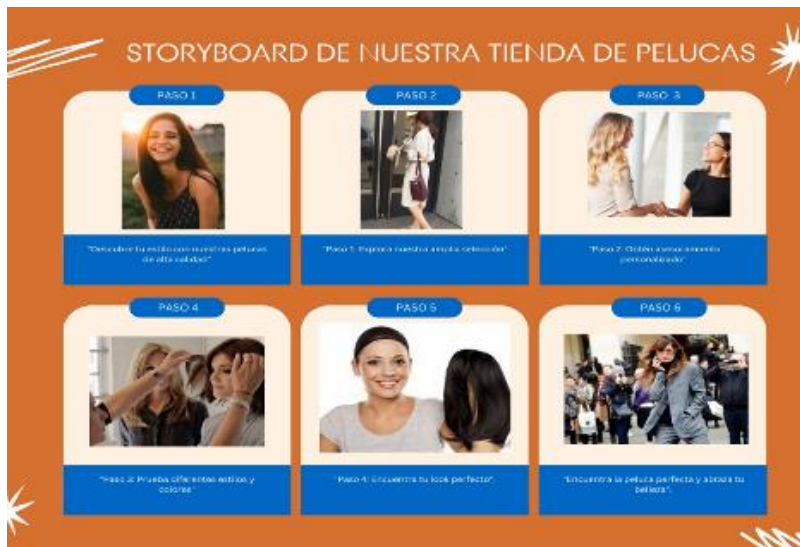 STORYBOARD DE NUESTRA TIENDA DE PELUCAS
PASO 1
PASO 2
PASO 3
"Descubre tu estilo con nuestras pelucas
de alta calidad:"
"Paso 1: Explora nuestra amplia selección"
"Paso 2: Obtén asesoramiento
personalizado"
PASO 4
PASO 5
PASO 6
"Paso 3: Prueba diferentes estilos y
colores"
"Paso 4: Encuentra tu look perfecto".
"Encuentra la peluca perfecta y abraza tu
belleza".